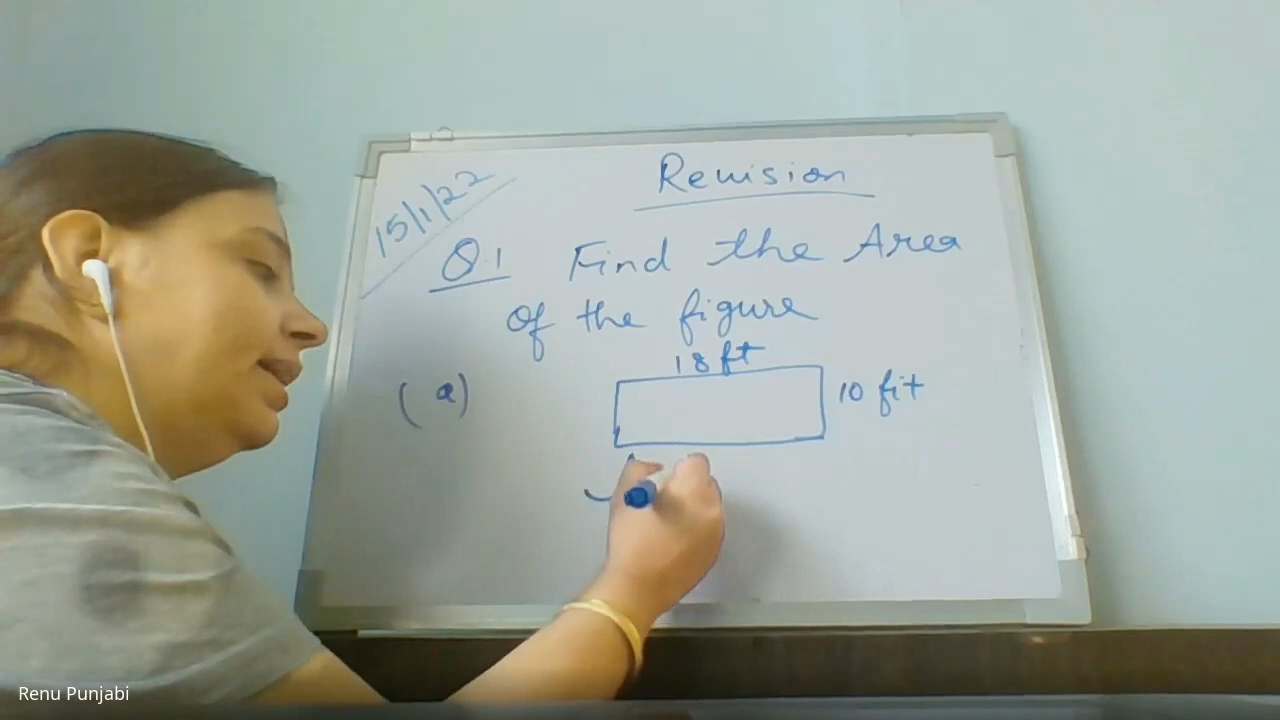 15/1/22
Revision
Q.1 Find the Area
of the figure
18 ft
(a)
10 fit
Renu Punjabi